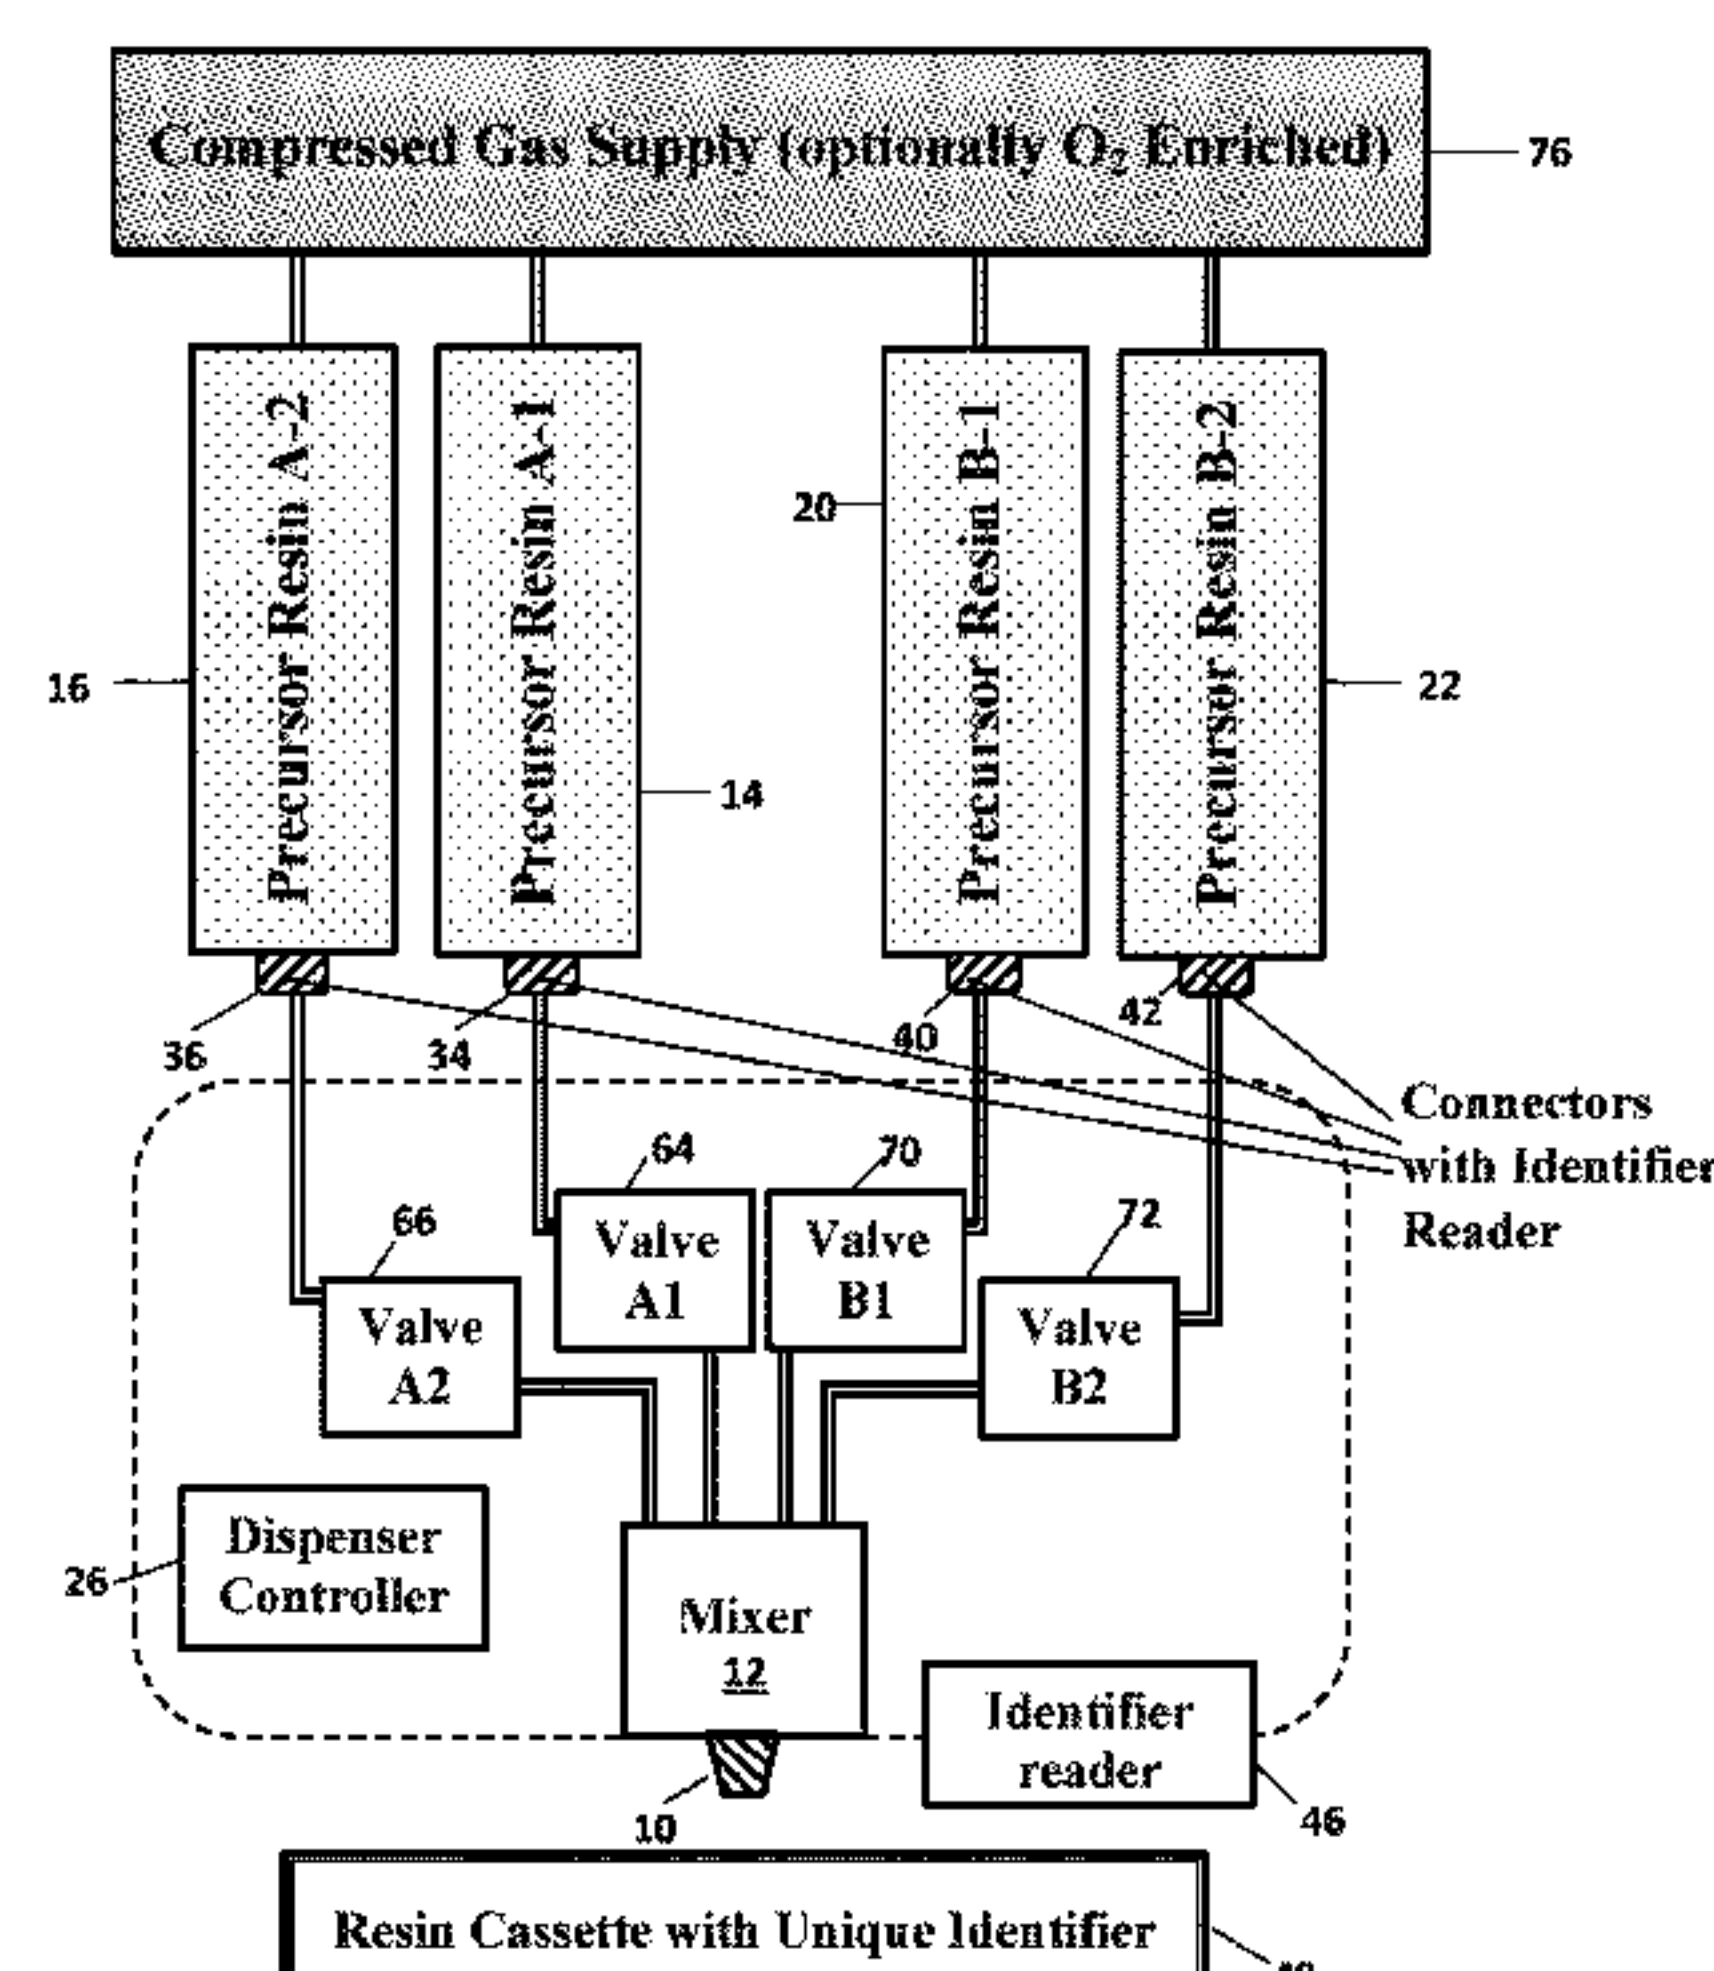 Compressed Gas Supply (optionally O₂ Enriched)
76
Precursor Resin A-2
Precursor Resin A-1
Precursor Resin B-1
Precursor Resin B-2
20
16
22
14
36
34
40
42
Connectors
with Identifier
Reader
64
70
66
72
Valve
A1
Valve
B1
Valve
A2
Valve
B2
Dispenser
Controller
26
Mixer
12
Identifier
reader
46
10
Resin Cassette with Unique Identifier